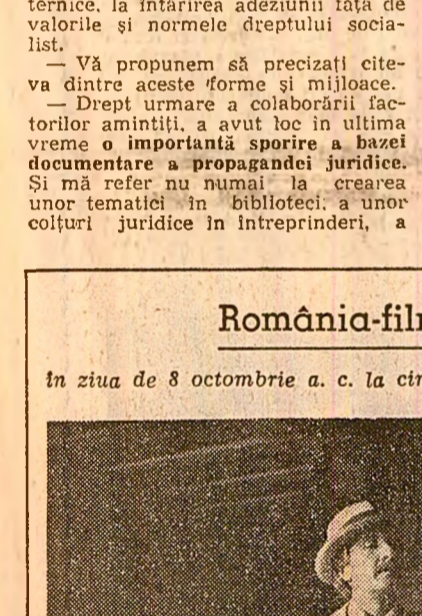 ternice, la întărirea adeziunii față de
valorile și normele dreptului socia-
list.
— Vă propunem să precizați cite-
va dintre aceste forme și mijloace.
— Drept urmare a colaborării fac-
torilor amintiți, a avut loc în ultima
vreme o importantă sporire a bazei
documentare a propagandei juridice.
Și mă refer nu numai la crearea
unor tematici în biblioteci, a unor
colțuri juridice în întreprinderi, a
România-fil
în ziua de 8 octombrie a. c. la ci